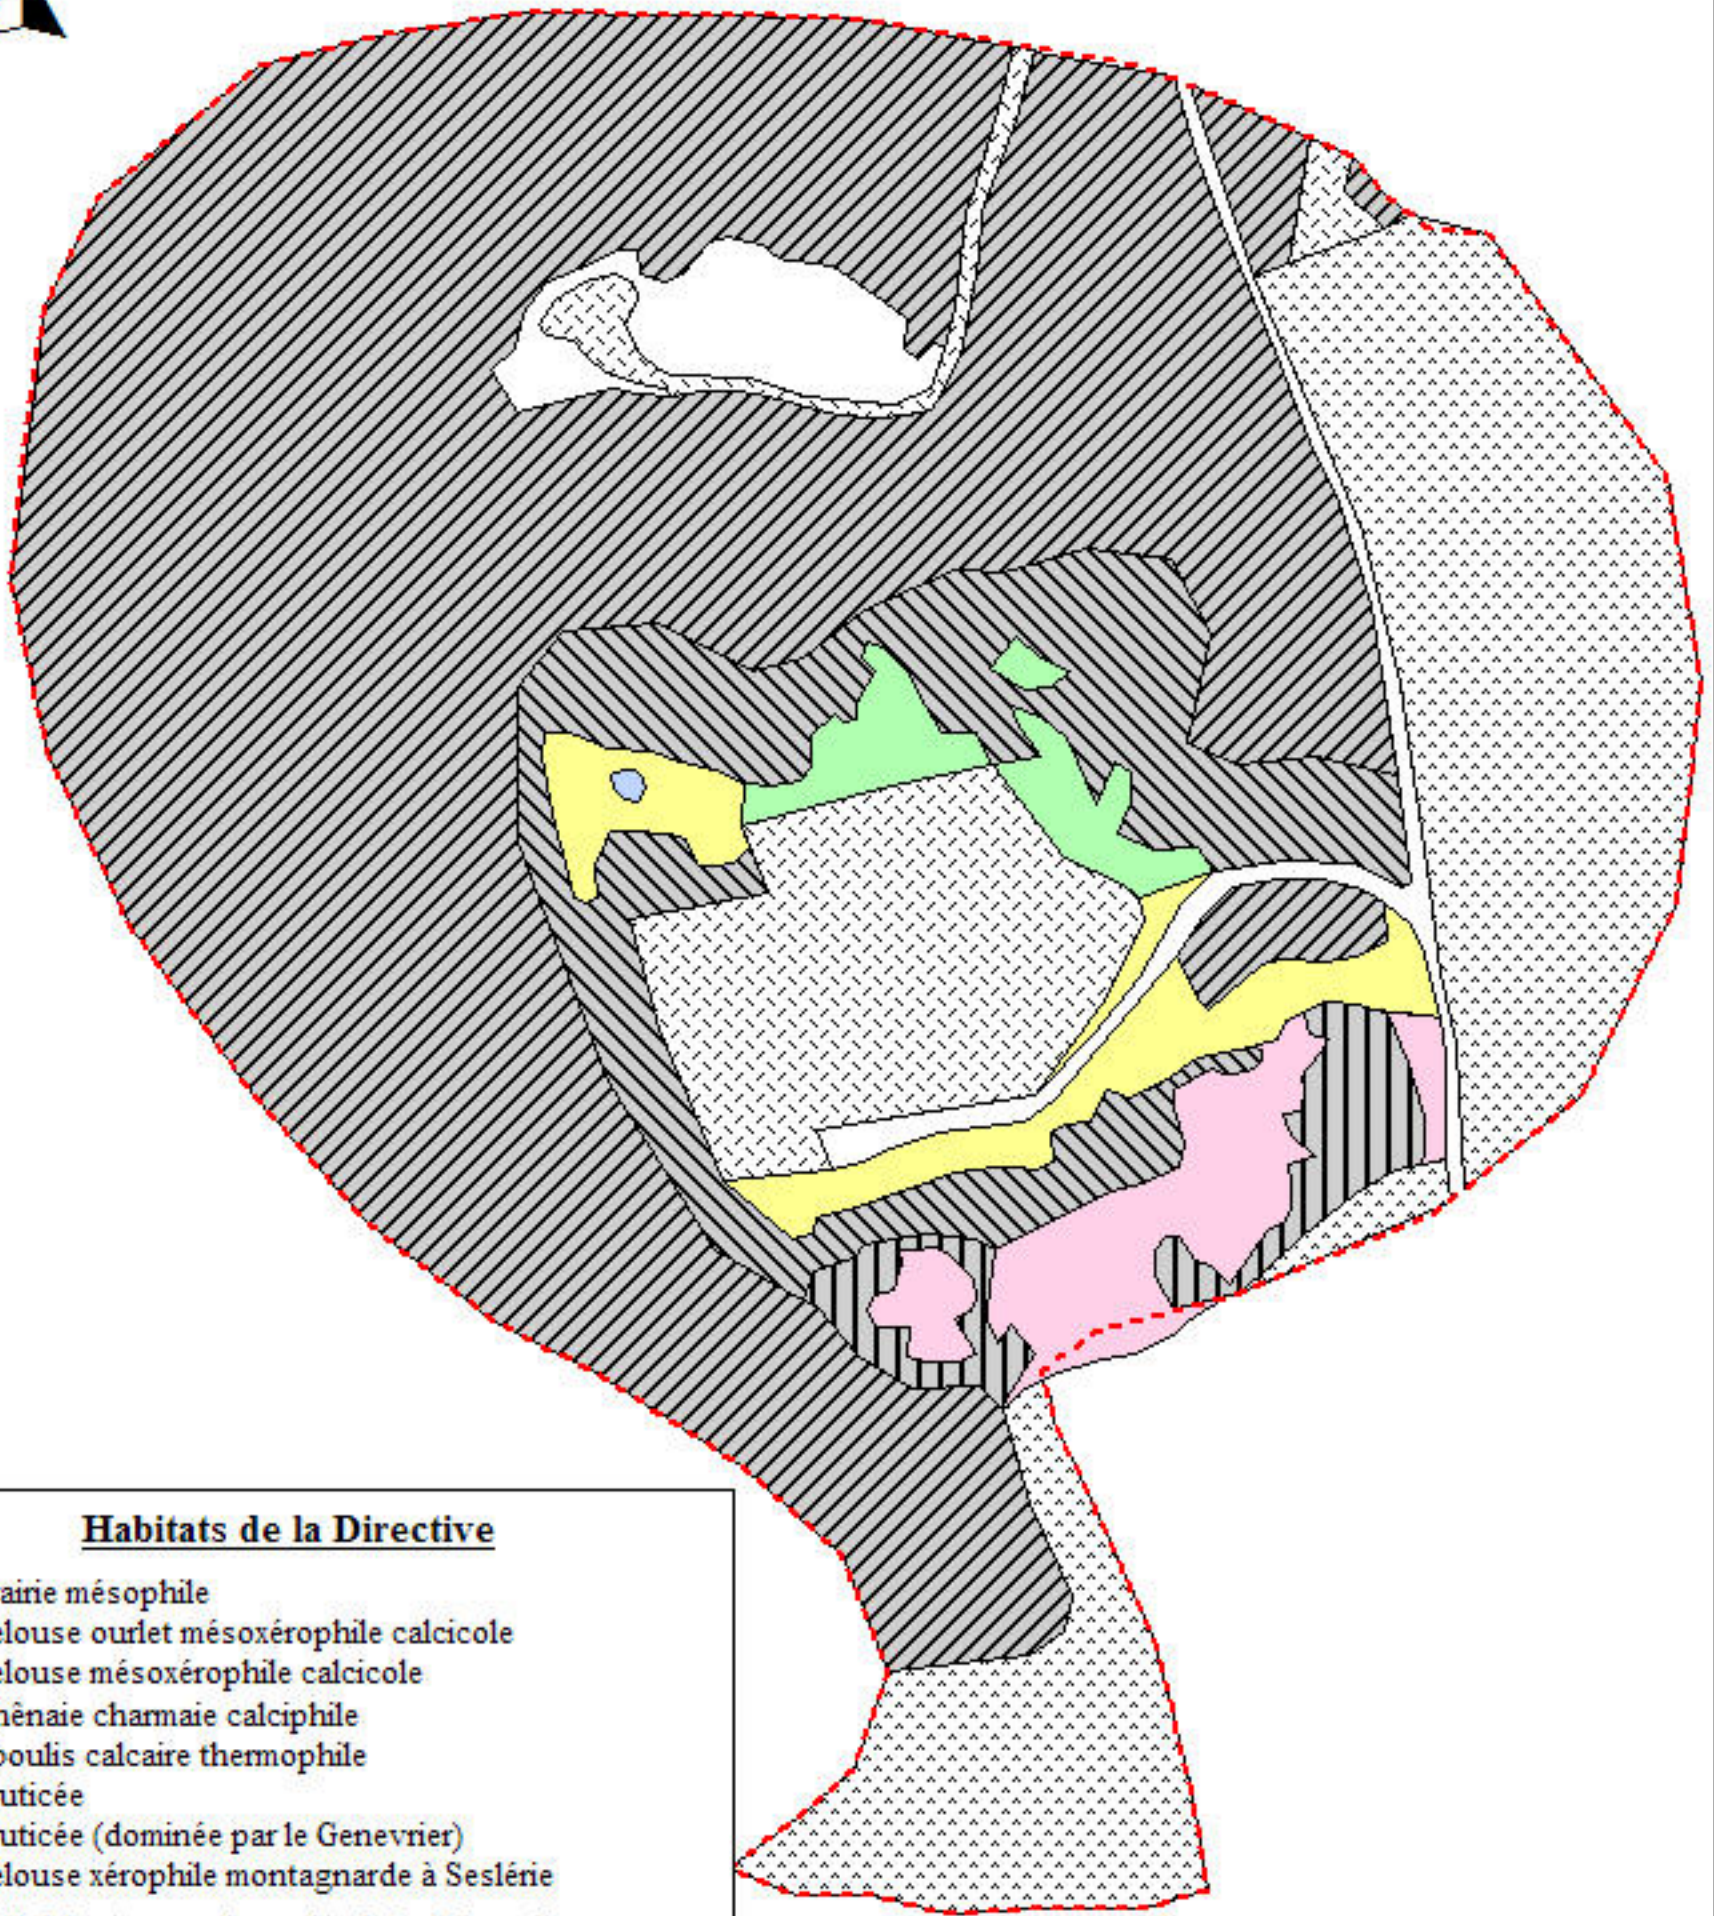 Habitats de la Directive
airie mésophile
elouse ourlet mésoxérophile calcicole
elouse mésoxérophile calcicole
hênaie charmaie calciphile
boulis calcaire thermophile
uticée
uticée (dominée par le Genevrier)
elouse xérophile montagnarde à Seslérie